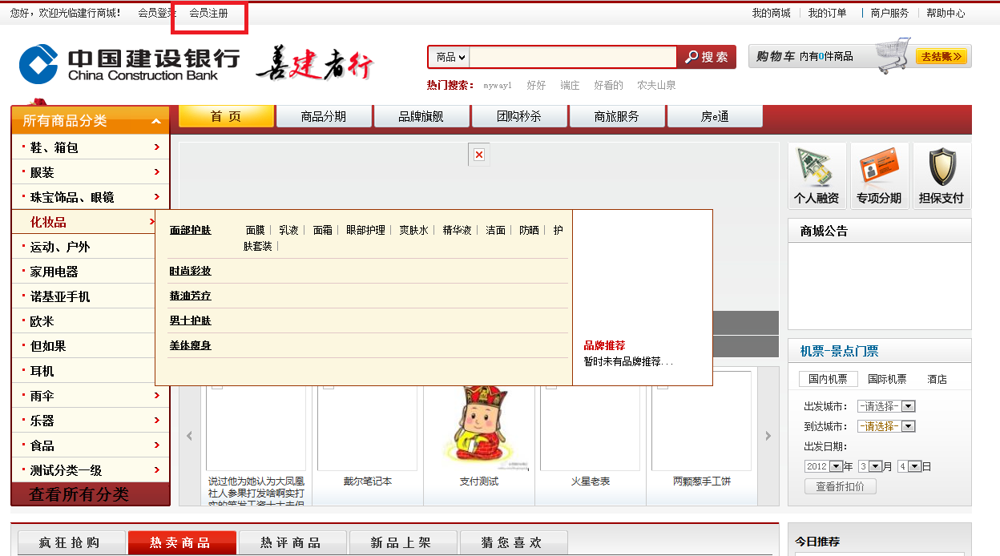 您好，欢迎光临建行商城！ 会员登录 会员注册 我的商城 我的订单 商户服务 帮助中心
中国建设银行
China Construction Bank
善建者行
商品 搜索
购物车 内有0件商品 去结账
热门搜索： myway1 好好 端庄 好看的 农夫山泉
所有商品分类
首 页 商品分期 品牌旗舰 团购秒杀 商旅服务 房e通
鞋、箱包
服装
珠宝饰品、眼镜
化妆品
运动、户外
家用电器
诺基亚手机
欧米
但如果
耳机
雨伞
乐器
食品
测试分类一级
查看所有分类
面部护肤 面膜 乳液 面霜 眼部护理 爽肤水 精华液 洁面 防晒 护
肤套装
时尚彩妆
精油芳疗
男士护肤
美体瘦身
品牌推荐
暂时未有品牌推荐...
个人融资 专项分期 担保支付
商城公告
机票-景点门票
国内机票 国际机票 酒店
出发城市： -请选择-
到达城市： -请选择-
出发日期：
2012 年 3 月 4 日
查看折扣价
说过他为她认为大凤凰
社人参果打发啥啊实打
戴尔笔记本
支付测试
火星老表
两颗葱手工饼
疯狂抢购 热卖商品 热评商品 新品上架 猜您喜欢
今日推荐